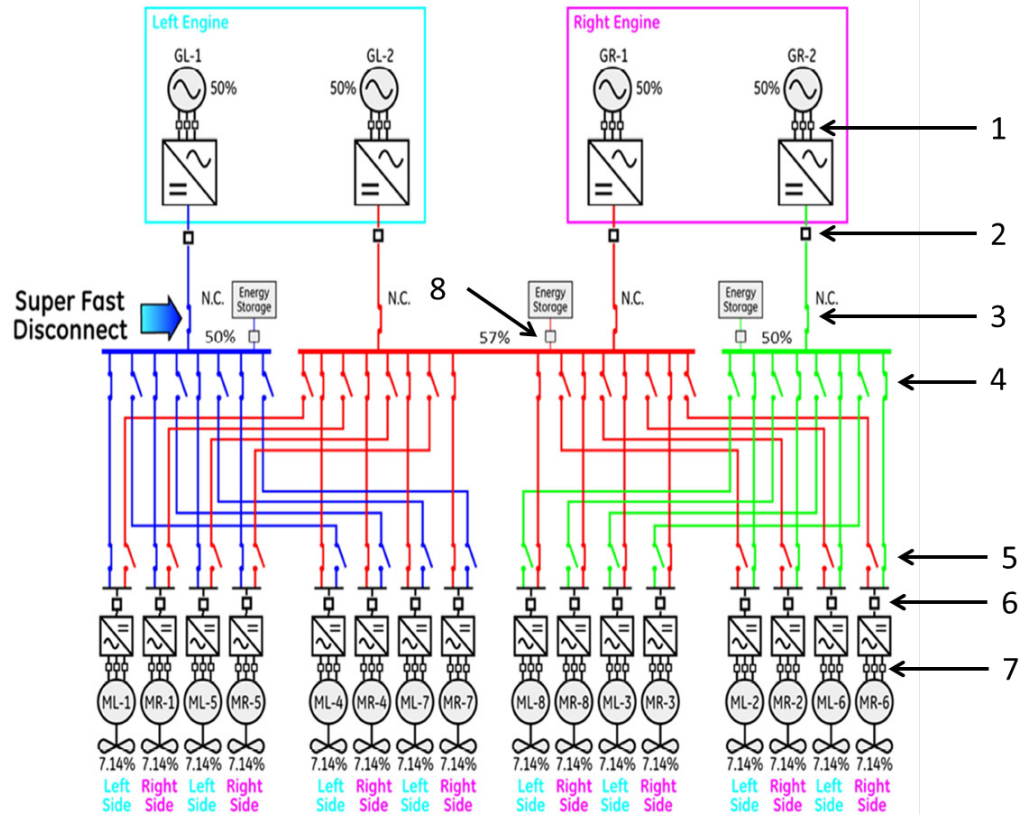 Left Engine
Right Engine
GL-1
GL-2
GR-1
GR-2
50%
50%
50%
50%
1
2
Super Fast
Disconnect
N.C.
Energy
Storage
N.C.
8
Energy
Storage
N.C.
Energy
Storage
N.C.
3
50%
57%
50%
4
5
6
7
ML-1 MR-1 ML-5 MR-5 ML-4 MR-4 ML-7 MR-7 ML-8 MR-8 ML-3 MR-3 ML-2 MR-2 ML-6 MR-6
7.14% 7.14% 7.14% 7.14% 7.14% 7.14% 7.14% 7.14% 7.14% 7.14% 7.14% 7.14% 7.14% 7.14% 7.14% 7.14%
Left Right Left Right Left Right Left Right Left Right Left Right Left Right Left Right
Side Side Side Side Side Side Side Side Side Side Side Side Side Side Side Side